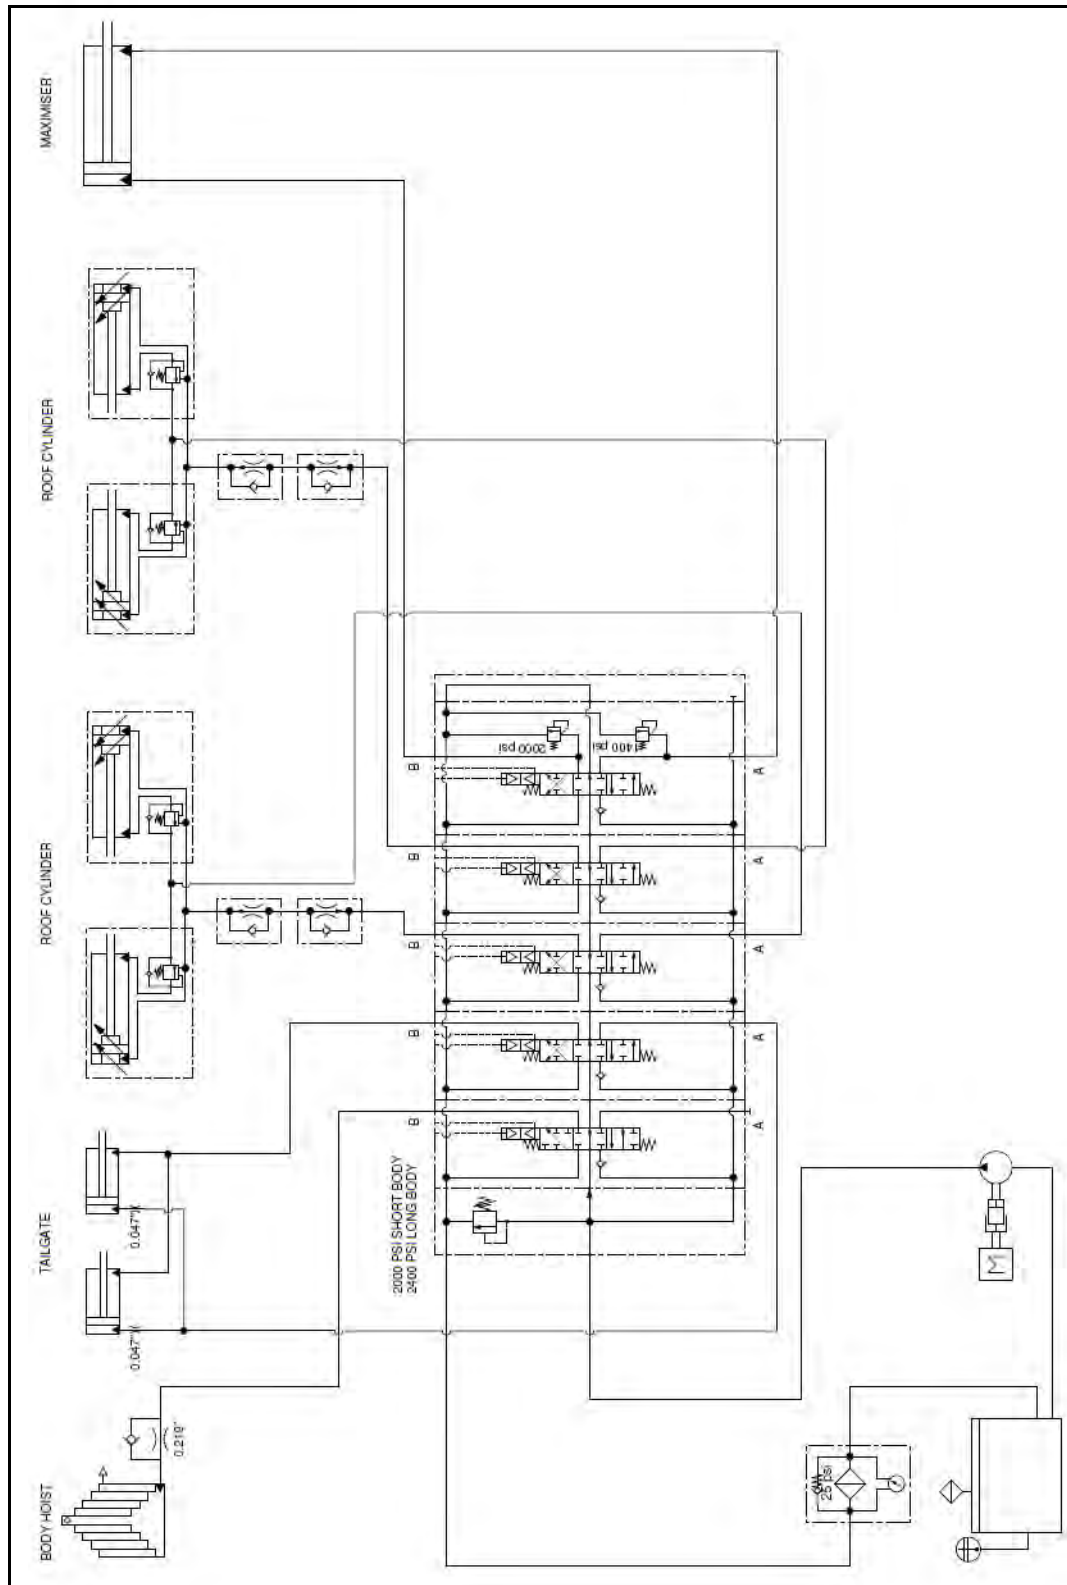 BODY HOIST
TAILGATE
ROOF CYLINDER
ROOF CYLINDER
MAXIMISER
0.047"
0.047"
0.219"
2000 PSI SHORT BODY
2400 PSI LONG BODY
B
B
B
B
B
2000 psi
1400 psi
A
A
A
A
A
25 psi
M